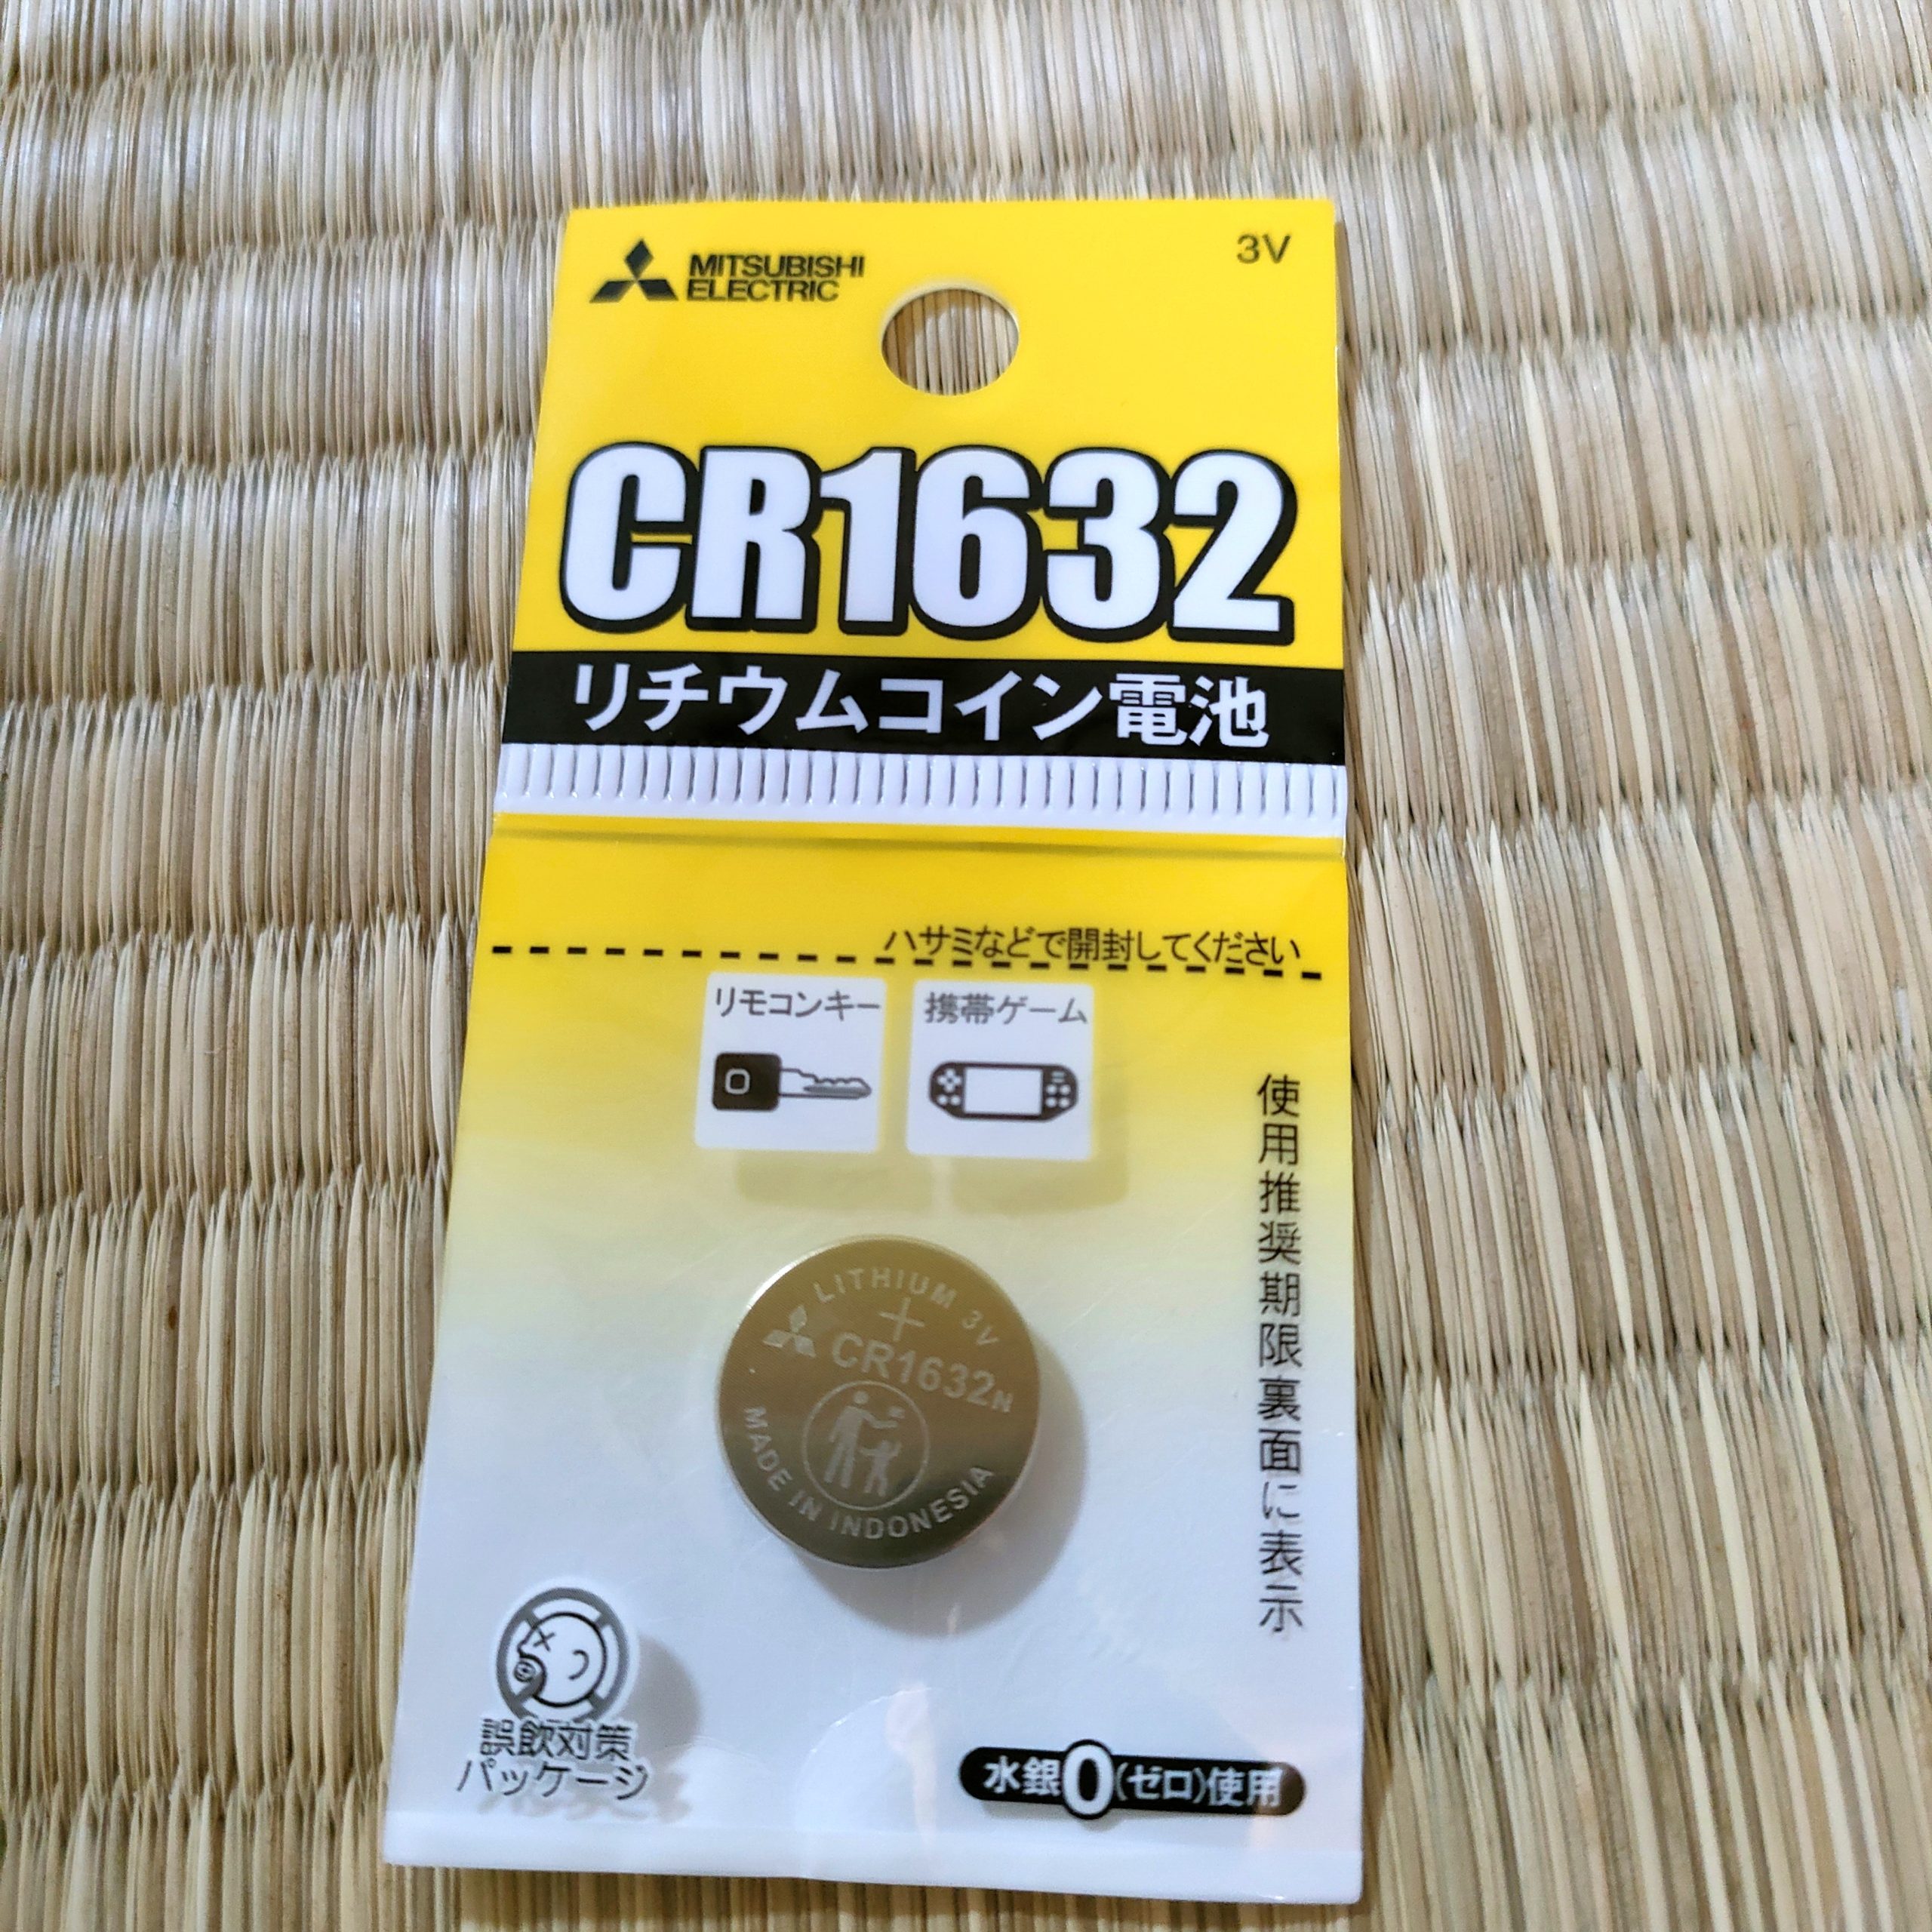 MITSUBISHI
ELECTRIC
3V
CR1632
リチウムコイン電池
ハサミなどで開封してください
リモコンキー
携帯ゲーム
使用推奨期限裏面に表示
LITHIUM 3V
+
CR1632N
MADE IN INDONESIA
誤飲対策
パッケージ
水銀0(ゼロ)使用